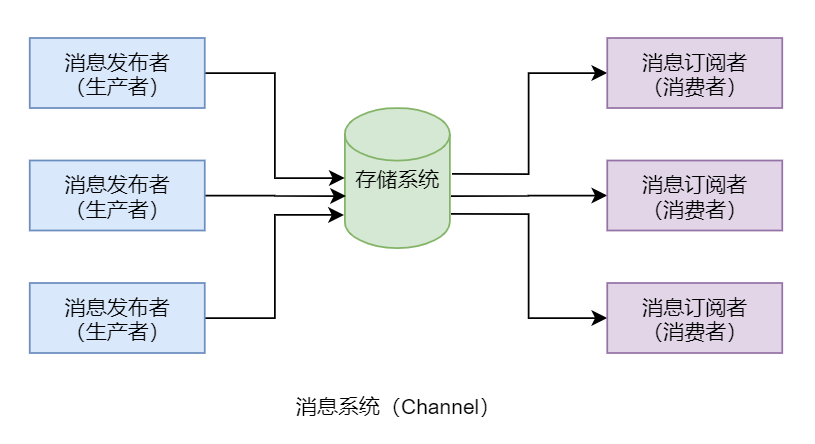 消息发布者
（生产者）
消息订阅者
（消费者）
消息发布者
（生产者）
存储系统
消息订阅者
（消费者）
消息发布者
（生产者）
消息订阅者
（消费者）
消息系统（Channel）